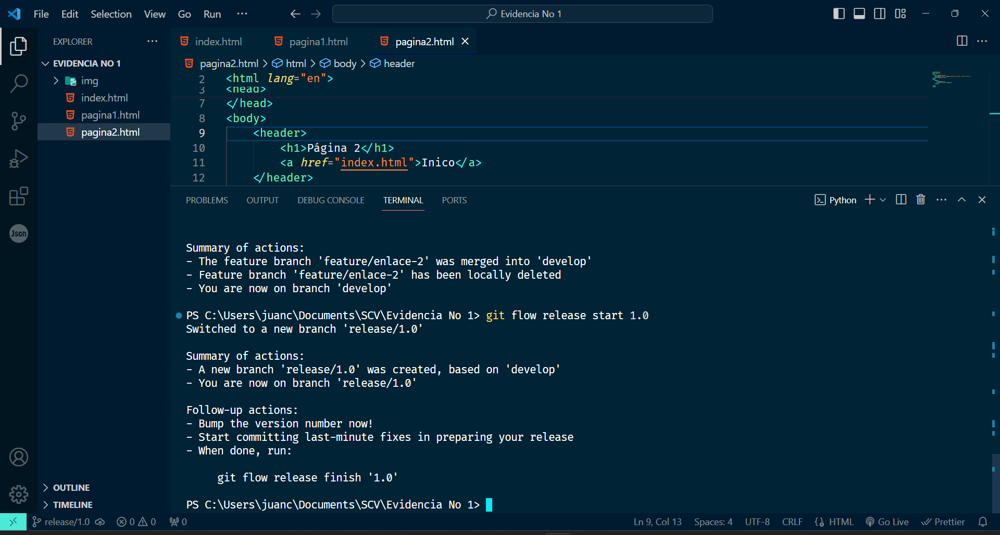 File Edit Selection View Go Run ···
Evidencia No 1
EXPLORER ···
index.html pagina1.html pagina2.html
EVIDENCIA NO 1
img
index.html
pagina1.html
pagina2.html
pagina2.html > html > body > header
2 <html lang="en">
3 <head>
7 </head>
8 <body>
9 <header>
10 <h1>Página 2</h1>
11 <a href="index.html">Inico</a>
12 </header>
PROBLEMS OUTPUT DEBUG CONSOLE TERMINAL PORTS
Python
Summary of actions:
- The feature branch 'feature/enlace-2' was merged into 'develop'
- Feature branch 'feature/enlace-2' has been locally deleted
- You are now on branch 'develop'
PS C:\Users\juanc\Documents\SCV\Evidencia No 1> git flow release start 1.0
Switched to a new branch 'release/1.0'
Summary of actions:
- A new branch 'release/1.0' was created, based on 'develop'
- You are now on branch 'release/1.0'
Follow-up actions:
- Bump the version number now!
- Start committing last-minute fixes in preparing your release
- When done, run:
git flow release finish '1.0'
PS C:\Users\juanc\Documents\SCV\Evidencia No 1>
Json
OUTLINE
TIMELINE
release/1.0 0 0 0 Ln 9, Col 13 Spaces: 4 UTF-8 CRLF HTML Go Live Prettier